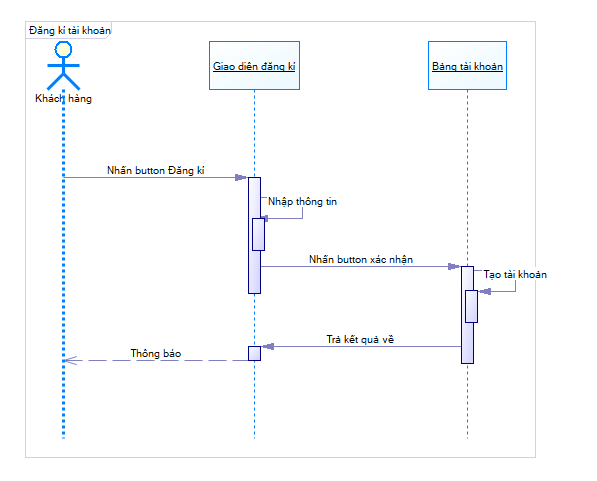 Đăng kí tài khoản
Khách hàng
Giao diện đăng kí
Bảng tài khoản
Nhấn button Đăng kí
Nhập thông tin
Nhấn button xác nhận
Tạo tài khoản
Trả kết quả về
Thông báo